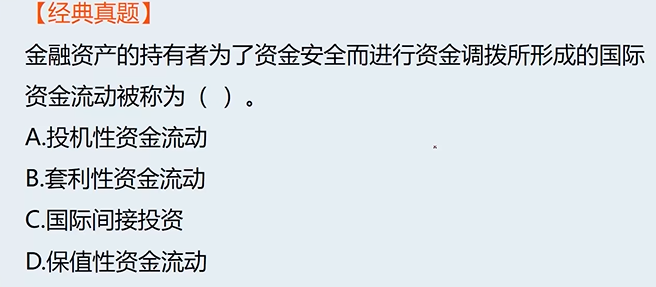 【经典真题】
金融资产的持有者为了资金安全而进行资金调拨所形成的国际
资金流动被称为（ ）。
A.投机性资金流动
B.套利性资金流动
C.国际间接投资
D.保值性资金流动